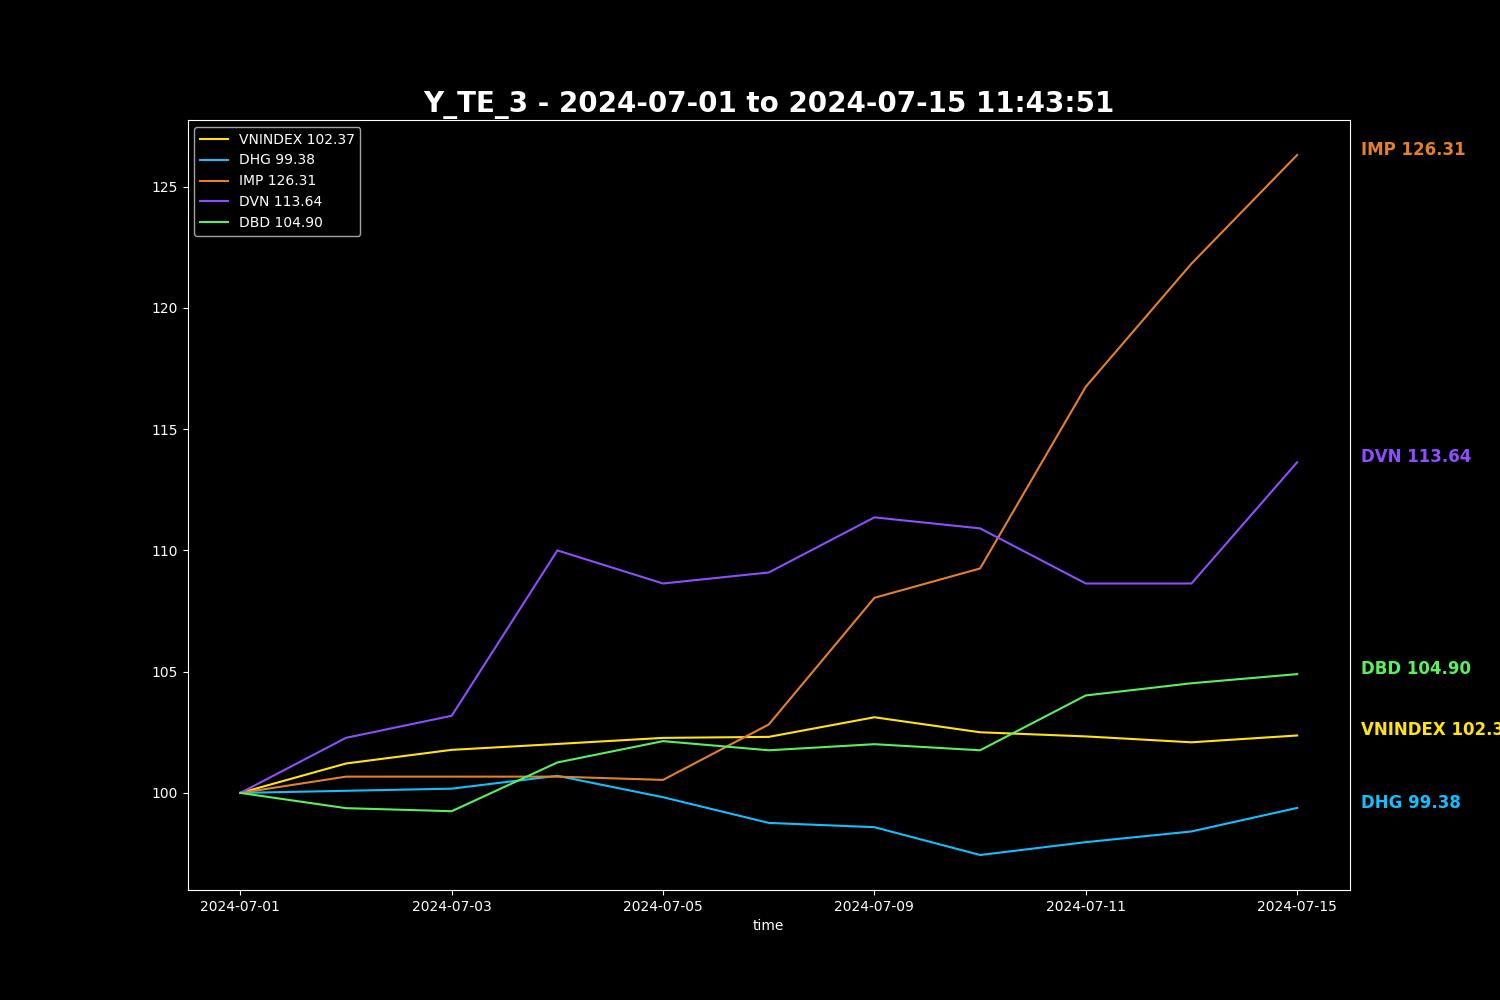 Y_TE_3 - 2024-07-01 to 2024-07-15 11:43:51
VNINDEX 102.37
DHG 99.38
IMP 126.31
DVN 113.64
DBD 104.90
125
120
115
110
105
100
IMP 126.31
DVN 113.64
DBD 104.90
VNINDEX 102.3
DHG 99.38
2024-07-01 2024-07-03 2024-07-05 2024-07-09 2024-07-11 2024-07-15
time